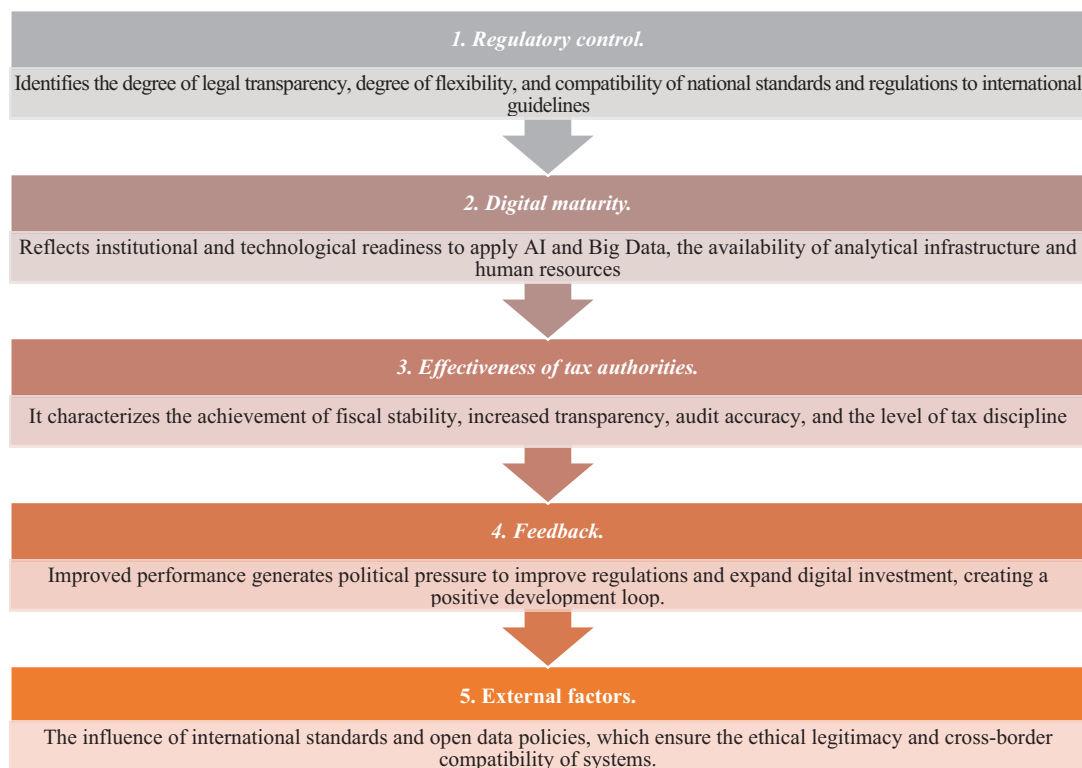 1. Regulatory control.
Identifies the degree of legal transparency, degree of flexibility, and compatibility of national standards and regulations to international
guidelines
2. Digital maturity.
Reflects institutional and technological readiness to apply AI and Big Data, the availability of analytical infrastructure and
human resources
3. Effectiveness of tax authorities.
It characterizes the achievement of fiscal stability, increased transparency, audit accuracy, and the level of tax discipline
4. Feedback.
Improved performance generates political pressure to improve regulations and expand digital investment, creating a
positive development loop.
5. External factors.
The influence of international standards and open data policies, which ensure the ethical legitimacy and cross-border
compatibility of systems.